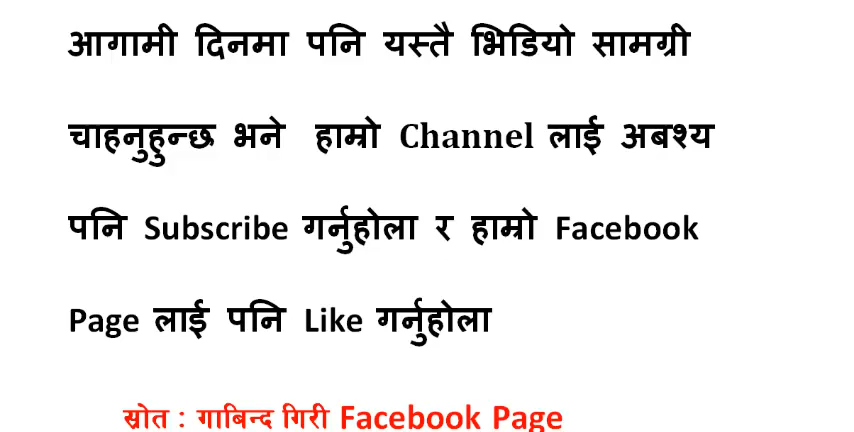 आगामी दिनमा पनि यस्तै भिडियो सामग्री
चाहनुहुन्छ भने हाम्रो Channel लाई अबश्य
पनि Subscribe गर्नुहोला र हाम्रो Facebook
Page लाई पनि Like गर्नुहोला
स्रोत : गाबिन्द गिरी Facebook Page